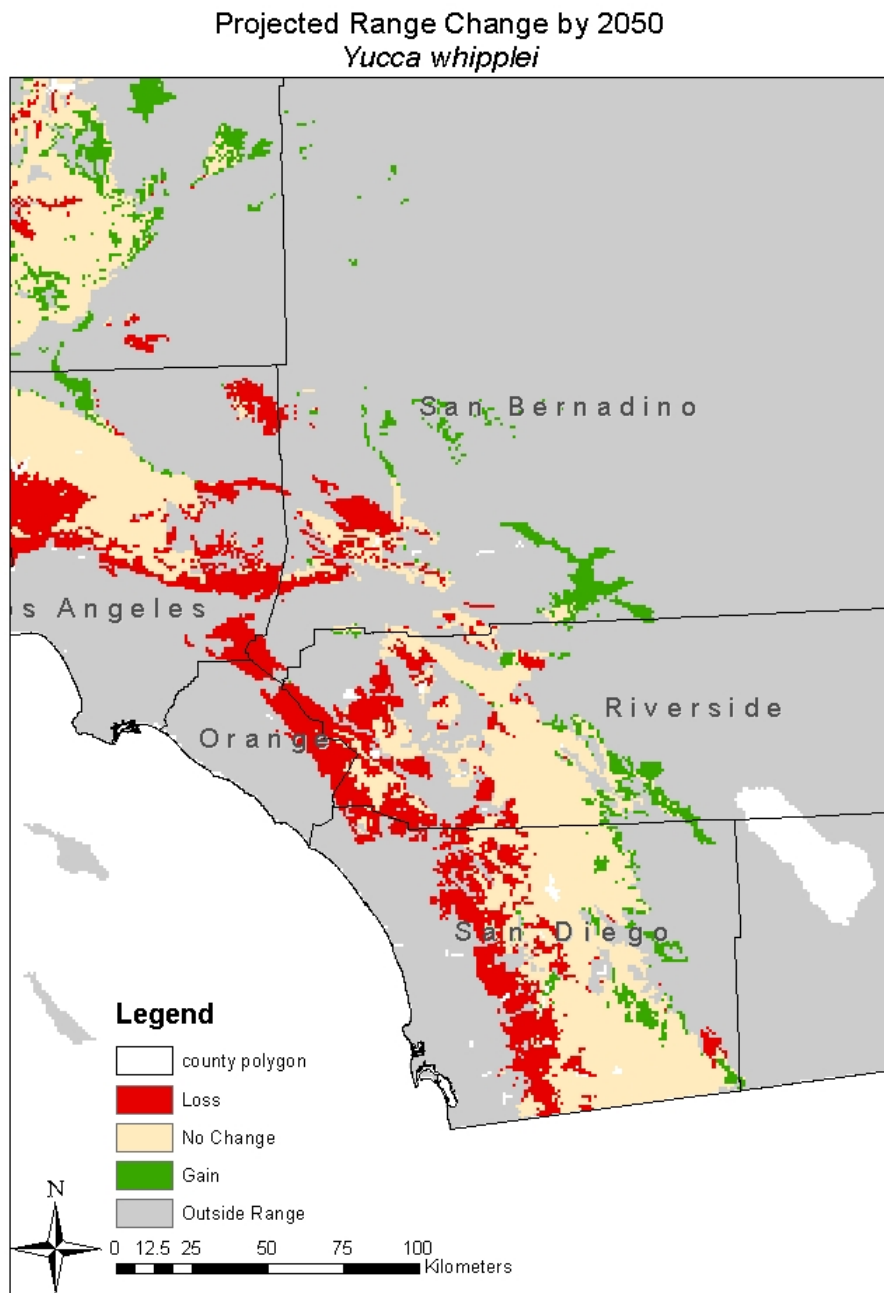 Projected Range Change by 2050
Yucca whipplei
San Bernadino
os Angeles
Riverside
Orange
San Diego
Legend
county polygon
Loss
No Change
Gain
Outside Range
N
0 12.5 25 50 75 100
Kilometers